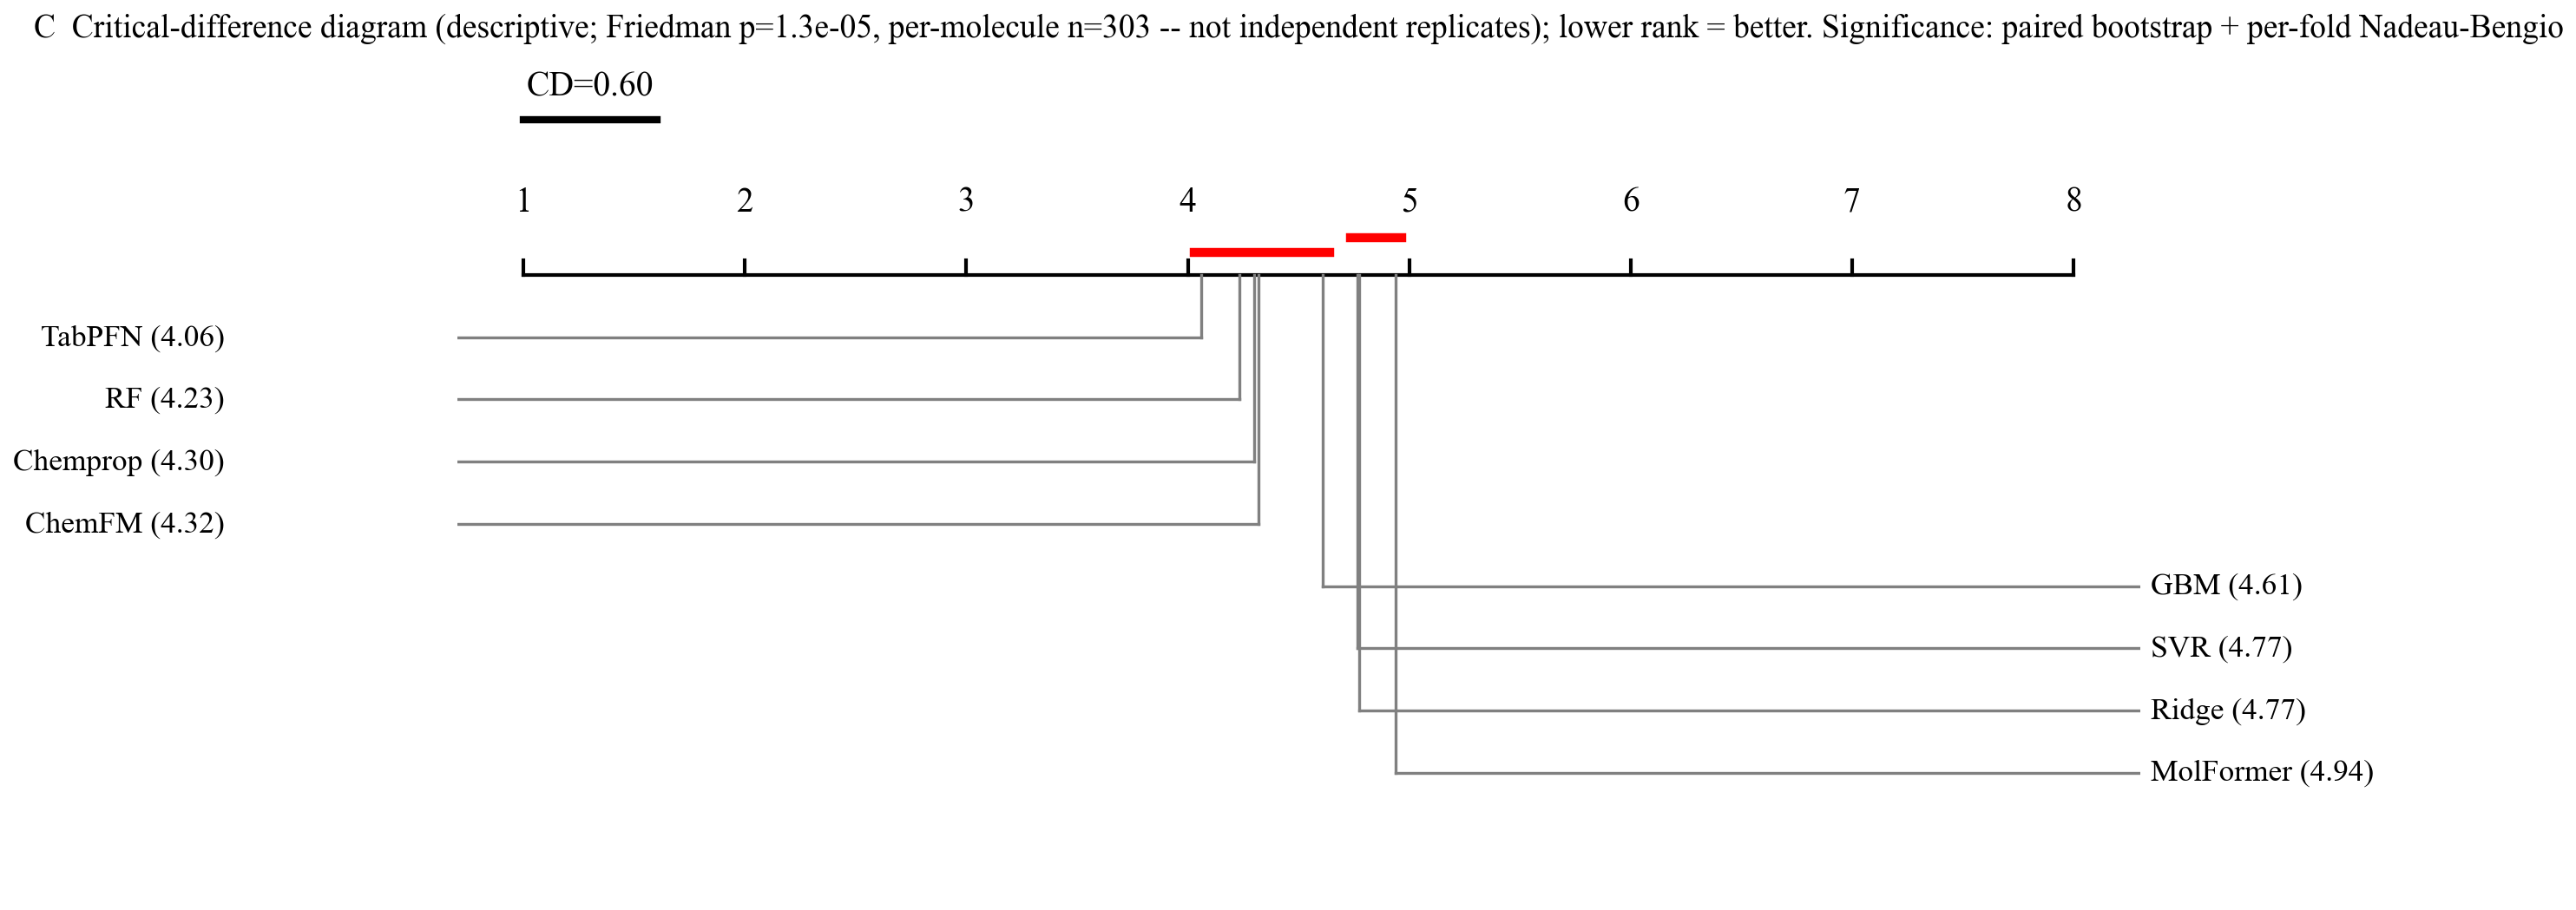 C  Critical-difference diagram (descriptive; Friedman p=1.3e-05, per-molecule n=303 -- not independent replicates); lower rank = better. Significance: paired bootstrap + per-fold Nadeau-Bengio
CD=0.60
1 2 3 4 5 6 7 8
TabPFN (4.06)
RF (4.23)
Chemprop (4.30)
ChemFM (4.32)
GBM (4.61)
SVR (4.77)
Ridge (4.77)
MolFormer (4.94)